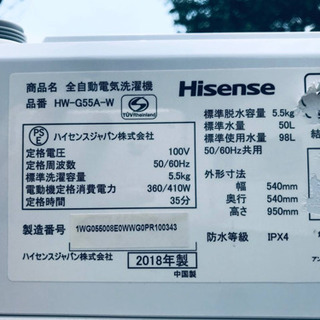 商品名 全自動電気洗濯機
品番 HW-G55A-W
TÜVRheinland
Hisense
PS
E
ハイセンスジャパン株式会社
定格電圧 100V
定格周波数 50/60Hz
標準洗濯容量 5.5kg
電動機定格消費電力 360/410W
定格時間 35分
標準脱水容量 5.5kg
標準水量 50L
標準使用水量 98L
50/60Hz共用
外形寸法
幅 540mm
奥行 540mm
高さ 950mm
製造番号 1WG055008E0WWG0PR100343
防水等級 IPX4
ハイセンスジャパン株式会社
2018年製
中国製
結
アン